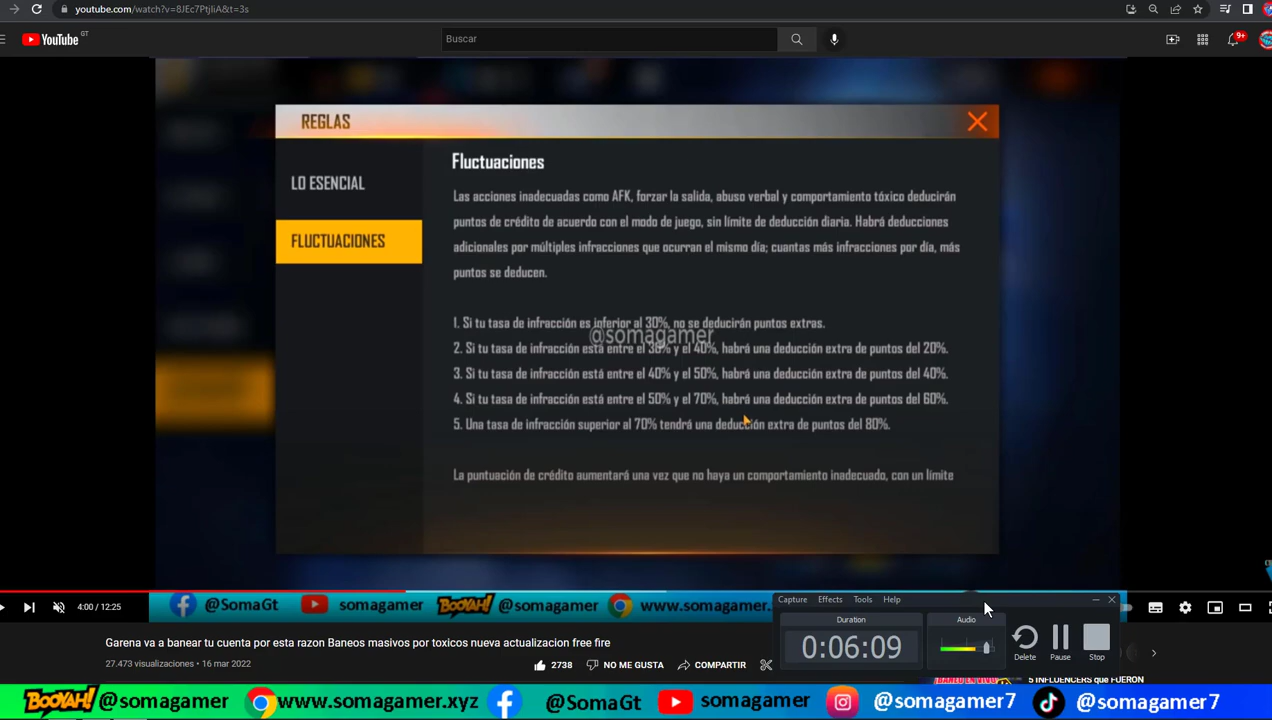 youtube.com/watch?v=8JEc7PtjIiA&t=3s
YouTube GT
Buscar
9+
REGLAS
LO ESENCIAL
FLUCTUACIONES
Fluctuaciones
Las acciones inadecuadas como AFK, forzar la salida, abuso verbal y comportamiento tóxico deducirán
puntos de crédito de acuerdo con el modo de juego, sin límite de deducción diaria. Habrá deducciones
adicionales por múltiples infracciones que ocurran el mismo día; cuantas más infracciones por día, más
puntos se deducen.
1. Si tu tasa de infracción es inferior al 30%, no se deducirán puntos extras.
@somagamer
2. Si tu tasa de infracción está entre el 30% y el 40%, habrá una deducción extra de puntos del 20%.
3. Si tu tasa de infracción está entre el 40% y el 50%, habrá una deducción extra de puntos del 40%.
4. Si tu tasa de infracción está entre el 50% y el 70%, habrá una deducción extra de puntos del 60%.
5. Una tasa de infracción superior al 70% tendrá una deducción extra de puntos del 80%.
La puntuación de crédito aumentará una vez que no haya un comportamiento inadecuado, con un límite
4:00 / 12:25
@SomaGt somagamer BOOYAH! @somagamer www.somagamer.
Capture Effects Tools Help
Duration
0:06:09
Audio
Delete Pause Stop
Garena va a banear tu cuenta por esta razon Baneos masivos por toxicos nueva actualizacion free fire
27.473 visualizaciones • 16 mar 2022
2738 NO ME GUSTA COMPARTIR
5 INFLUENCERS que FUERON
BOOYAH! @somagamer www.somagamer.xyz @SomaGt somagamer @somagamer7 @somagamer7